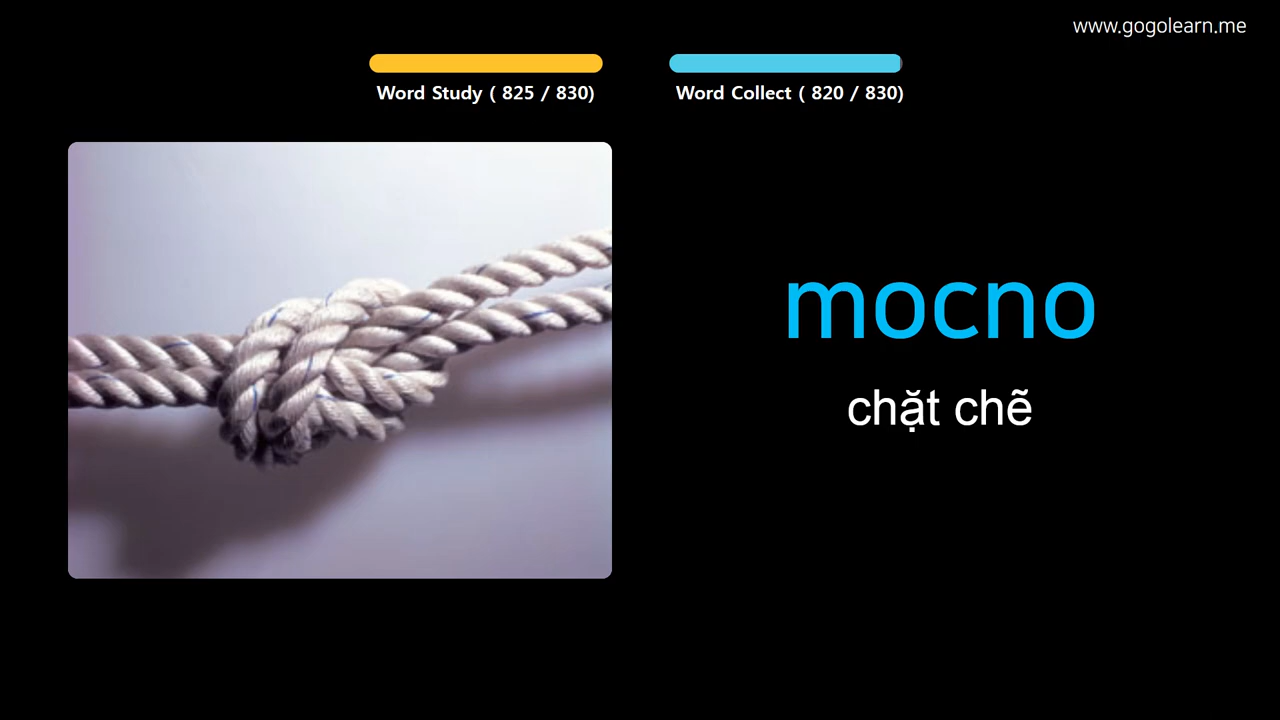 www.gogolearn.me
Word Study ( 825 / 830)
Word Collect ( 820 / 830)
mocno
chặt chẽ